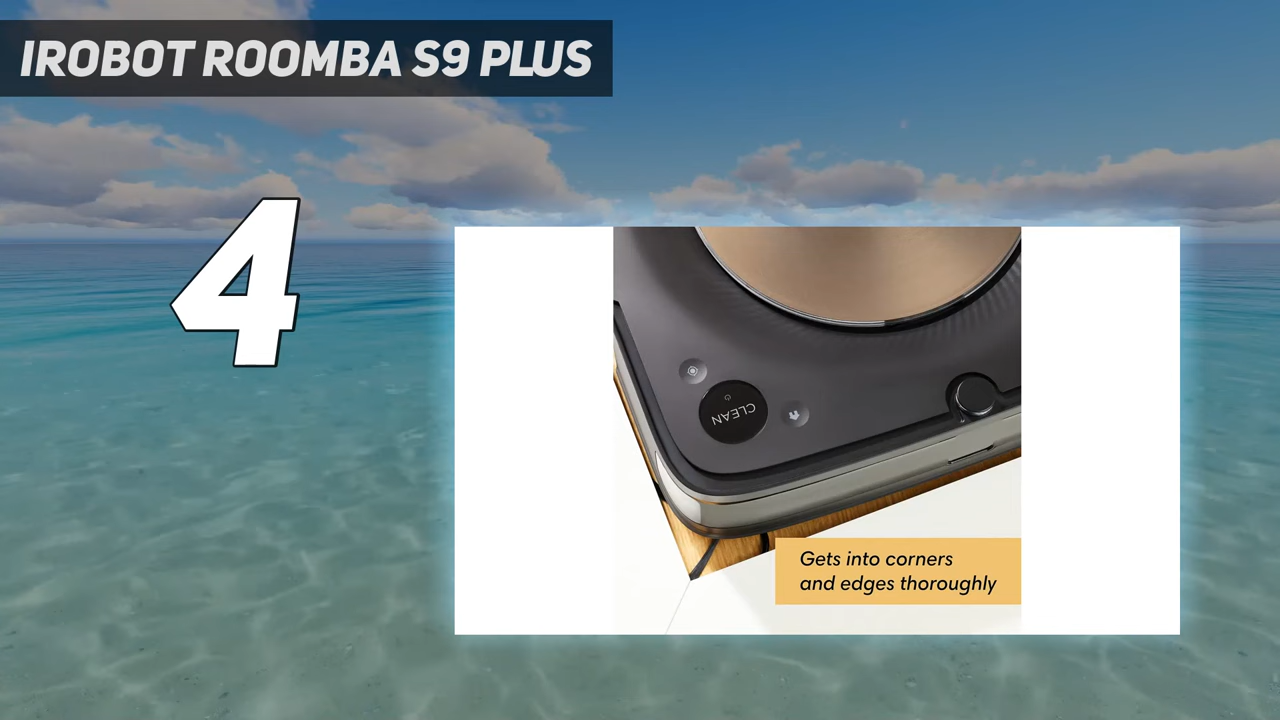 IROBOT ROOMBA S9 PLUS
4
CLEAN
Gets into corners
and edges thoroughly